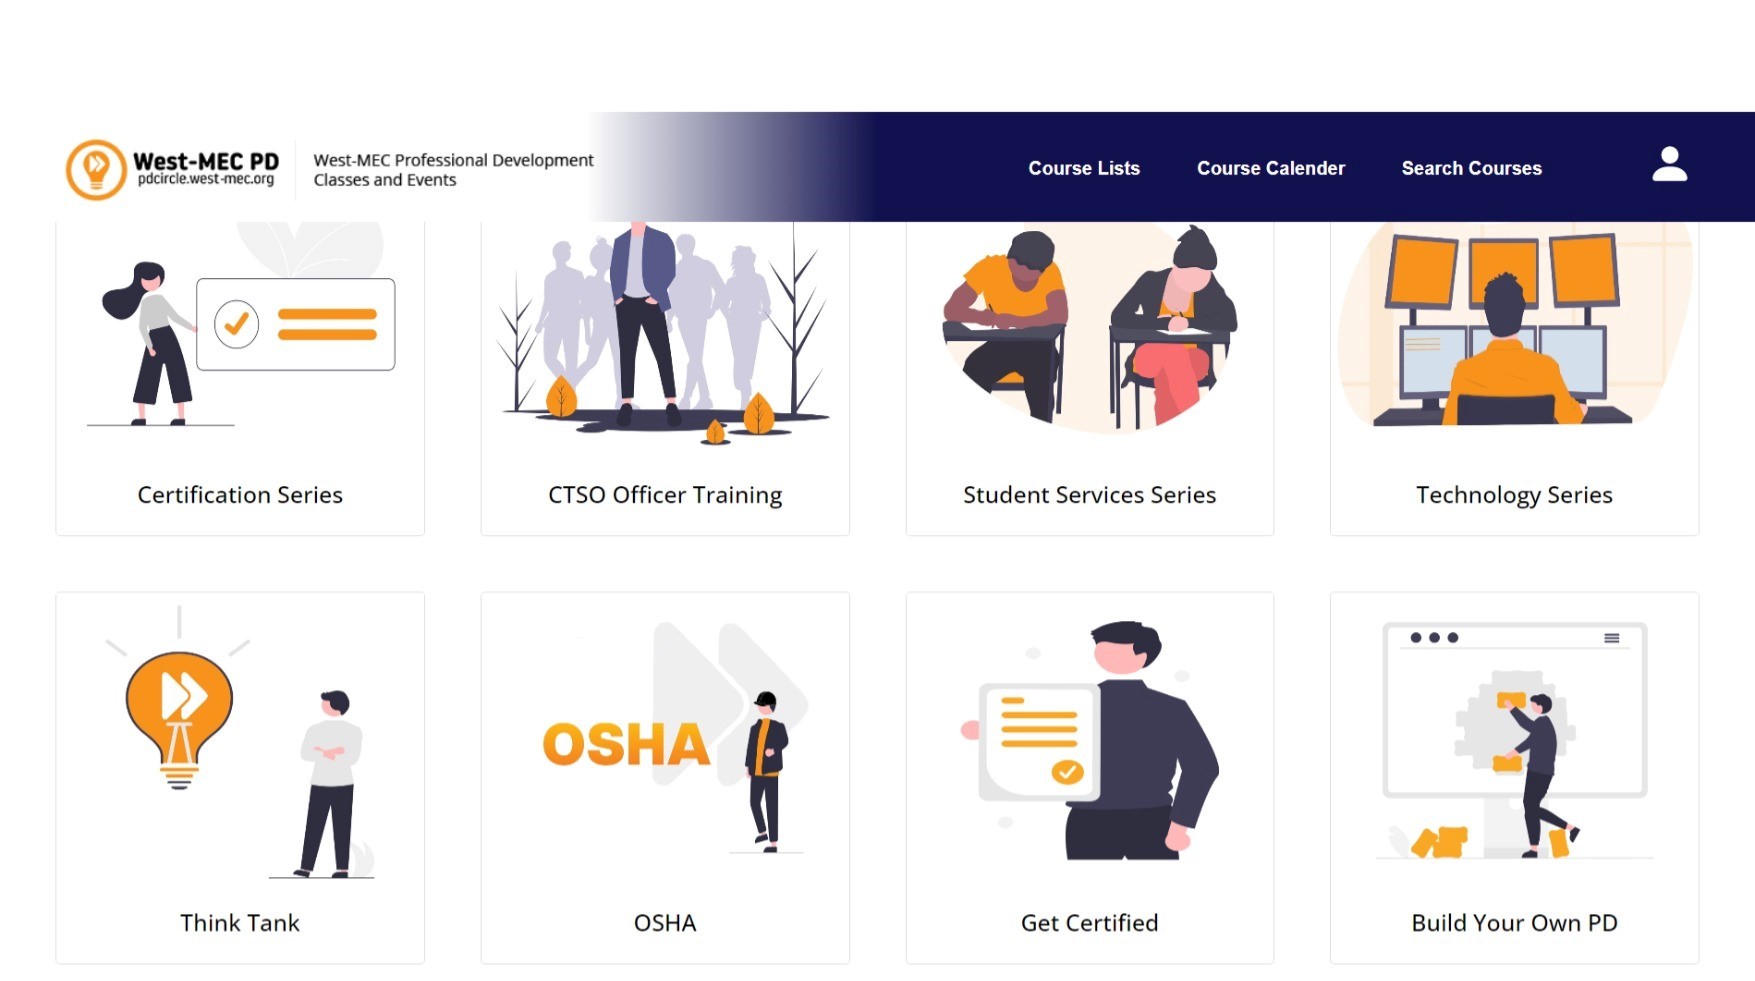 West-MEC PD
pdcircle.west-mec.org
West-MEC Professional Development
Classes and Events
Course Lists
Course Calender
Search Courses
Certification Series
CTSO Officer Training
Student Services Series
Technology Series
OSHA
Think Tank
OSHA
Get Certified
Build Your Own PD